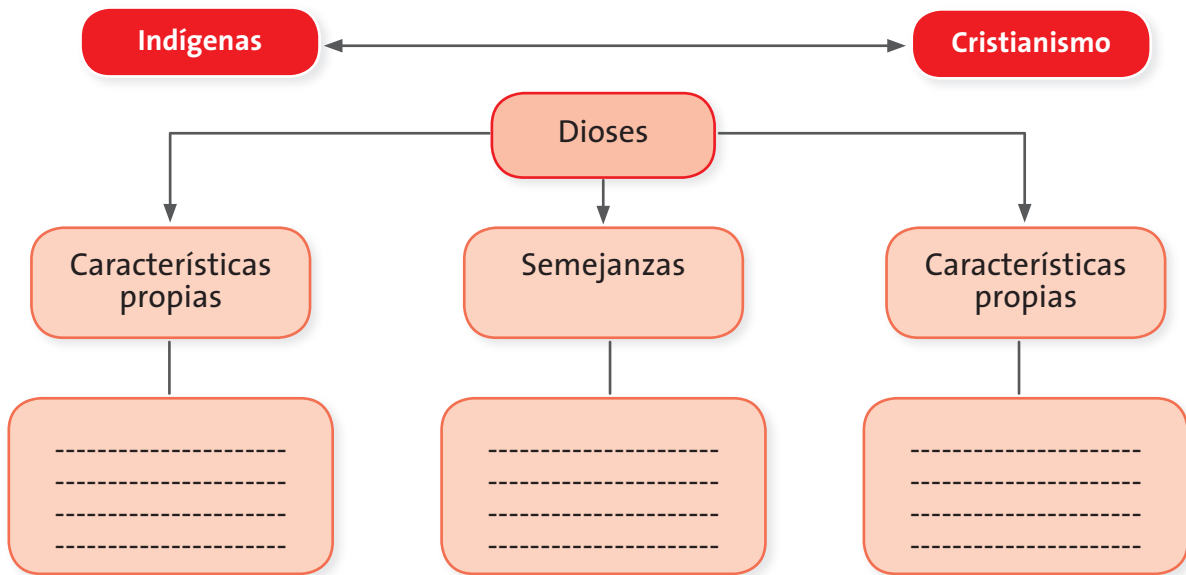 Indígenas
Cristianismo
Dioses
Características
propias
Semejanzas
Características
propias